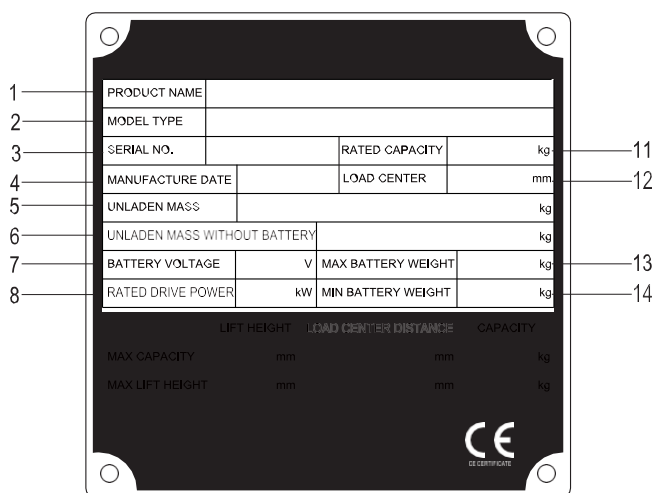 1 PRODUCT NAME
2 MODEL TYPE
3 SERIAL NO. RATED CAPACITY kg 11
4 MANUFACTURE DATE LOAD CENTER mm 12
5 UNLADEN MASS kg
6 UNLADEN MASS WITHOUT BATTERY kg
7 BATTERY VOLTAGE V MAX BATTERY WEIGHT kg 13
8 RATED DRIVE POWER kW MIN BATTERY WEIGHT kg 14
LIFT HEIGHT LOAD CENTER DISTANCE CAPACITY
MAX CAPACITY mm mm kg
MAX LIFT HEIGHT mm mm kg
CE
CE CERTIFICATE